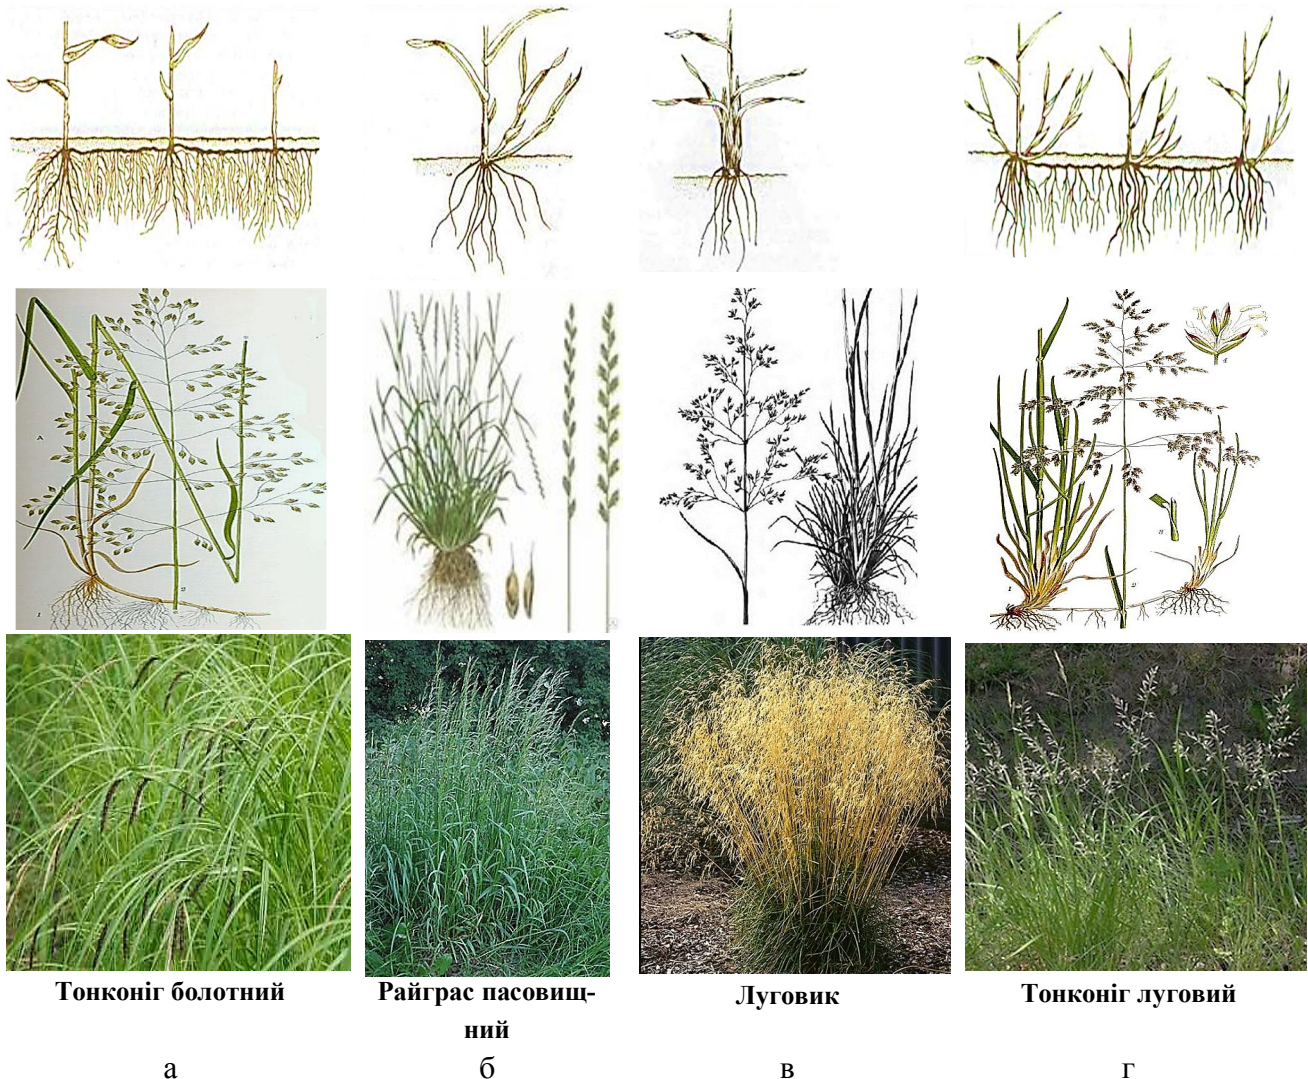 Тонконіг болотний
Райграс пасовищ-
ний
Луговик
Тонконіг луговий
а
б
в
г